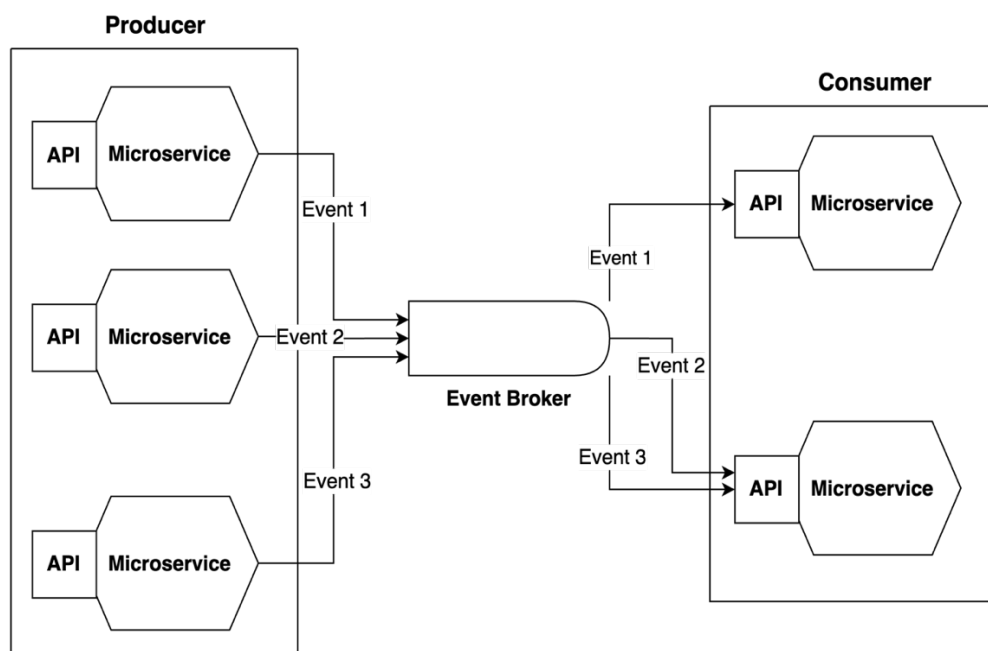 Producer
Consumer
API
Microservice
Event 1
API
Microservice
Event 2
API
Microservice
Event 3
Event Broker
Event 1
API
Microservice
Event 2
Event 3
API
Microservice